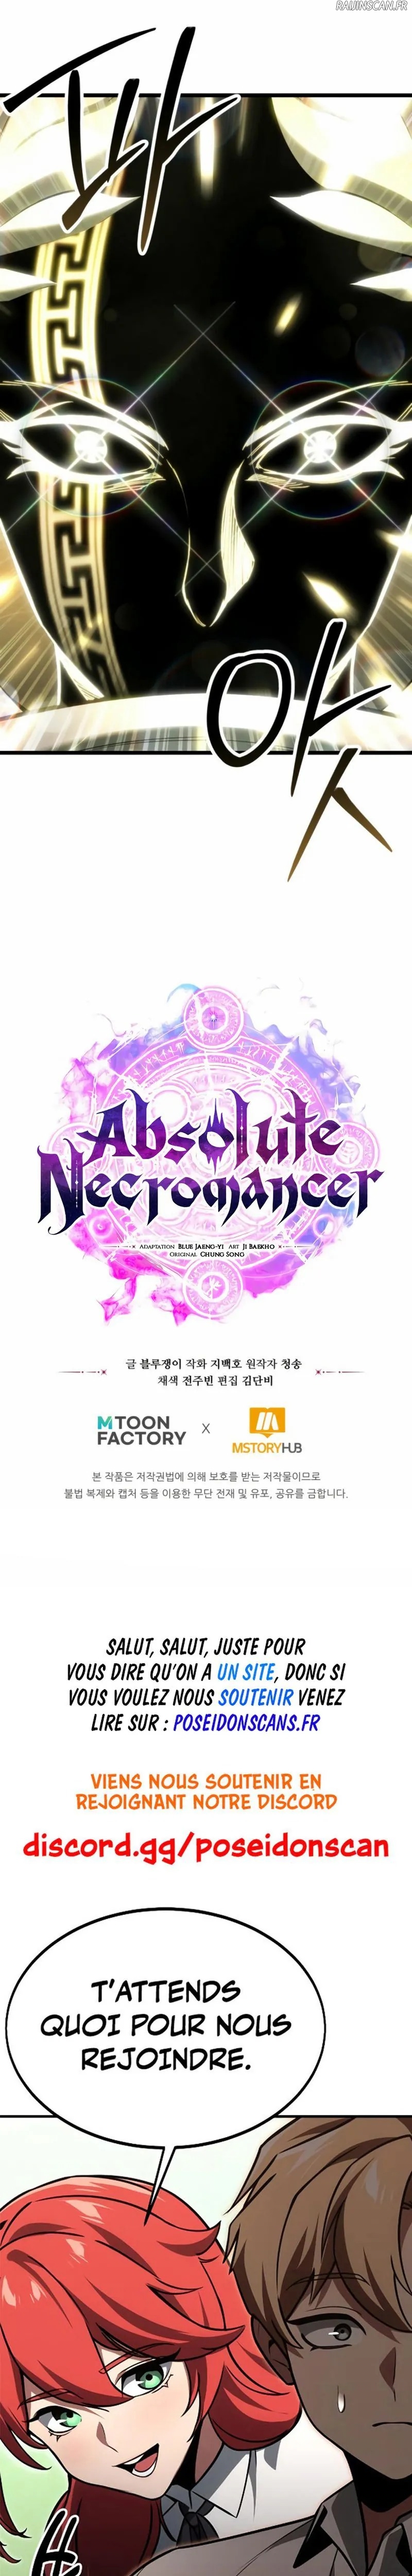 RAIJINSCAN.FR
파
앗
Absolute
Necromancer
ADAPTATION BLUE JAENG-YI ART JI BAEKHO
ORIGINAL CHUNG SONG
글 블루쟁이 작화 지백호 원작자 청송
채색 전주빈 편집 김단비
MTOON
FACTORY
X
MSTORYHUB
본 작품은 저작권법에 의해 보호를 받는 저작물이므로
불법 복제와 캡처 등을 이용한 무단 전재 및 유포, 공유를 금합니다.
SALUT, SALUT, JUSTE POUR
VOUS DIRE QU'ON A UN SITE, DONC SI
VOUS VOULEZ NOUS SOUTENIR VENEZ
LIRE SUR : POSEIDONSCANS.FR
VIENS NOUS SOUTENIR EN
REJOIGNANT NOTRE DISCORD
discord.gg/poseidonscan
T'ATTENDS
QUOI POUR NOUS
REJOINDRE.